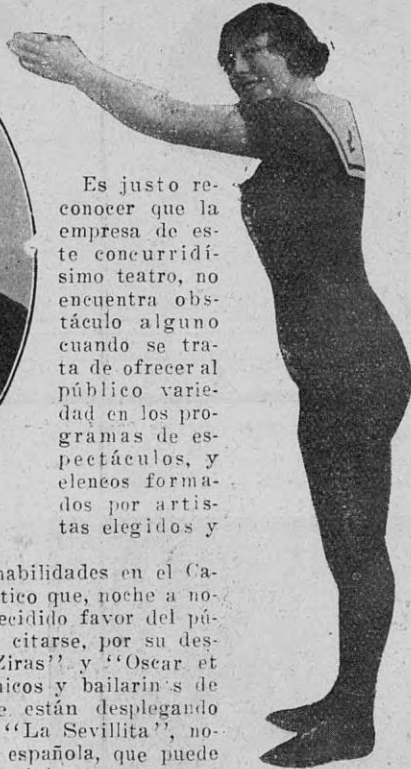 Es justo re-
conocer que la
empresa de es-
te concurridí-
simo teatro, no
encuentra obs-
táculo alguno
cuando se tra-
ta de ofrecer al
público varie-
dad en los pro-
gramas de es-
pectáculos, y
elencos forma-
dos por artis-
tas elegidos y
habilidades en el Ca-
tico que, noche a no-
ecidido favor del pú-
citarse, por su des-
Ziras" y "Oscar et
nicos y bailarin s de
e están desplegando
"La Sevillita", no-
española, que puede